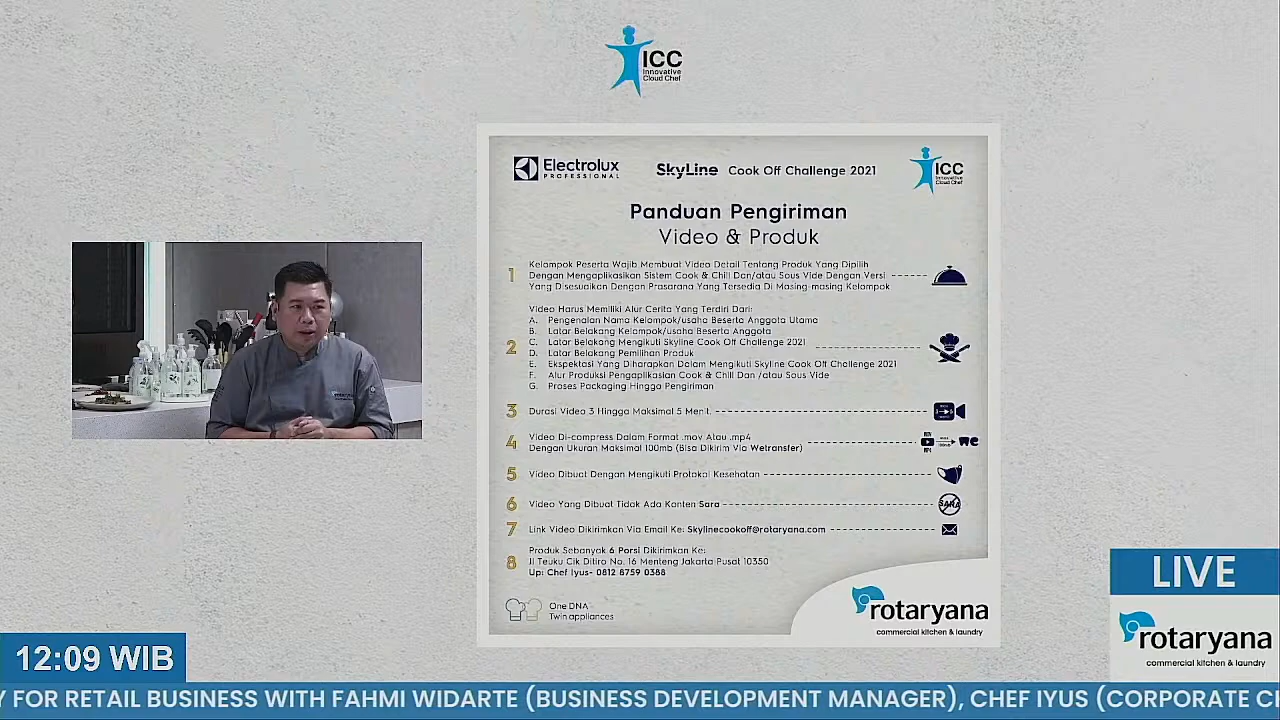 ICC
Innovative
Cloud Chef
Electrolux
PROFESSIONAL
SkyLine Cook Off Challenge 2021
ICC
Innovative
Cloud Chef
Panduan Pengiriman
Video & Produk
1 Kelompok Peserta Wajib Membuat Video Detail Tentang Produk Yang Dipilih
Dengan Mengaplikasikan Sistem Cook & Chill Dan/atau Sous Vide Dengan Versi
Yang Disesuaikan Dengan Prasarana Yang Tersedia Di Masing-masing Kelompok
2 Video Harus Memiliki Alur Cerita Yang Terdiri Dari:
A. Pengenalan Nama Kelompok/usaha Beserta Anggota Utama
B. Latar Belakang Kelompok/usaha Beserta Anggota
C. Latar Belakang Mengikuti Skyline Cook Off Challenge 2021
D. Latar Belakang Pemilihan Produk
E. Ekspektasi Yang Diharapkan Dalam Mengikuti Skyline Cook Off Challenge 2021
F. Alur Produksi Pengaplikasian Cook & Chill Dan /atau Sous Vide
G. Proses Packaging Hingga Pengiriman
3 Durasi Video 3 Hingga Maksimal 5 Menit
4 Video Di-compress Dalam Format .mov Atau .mp4
Dengan Ukuran Maksimal 100mb (Bisa Dikirim Via Wetransfer)
5 Video Dibuat Dengan Mengikuti Protokol Kesehatan
6 Video Yang Dibuat Tidak Ada Konten Sara
SARA
7 Link Video Dikirimkan Via Email Ke: Skylinecookoff@rotaryana.com
8 Produk Sebanyak 6 Porsi Dikirimkan Ke:
Jl Teuku Cik Ditiro No. 16 Menteng Jakarta Pusat 10350
Up: Chef Iyus- 0812 8759 0388
One DNA
Twin appliances
rotaryana
commercial kitchen & laundry
LIVE
rotaryana
commercial kitchen & laundry
12:09 WIB
Y FOR RETAIL BUSINESS WITH FAHMI WIDARTE (BUSINESS DEVELOPMENT MANAGER), CHEF IYUS (CORPORATE C